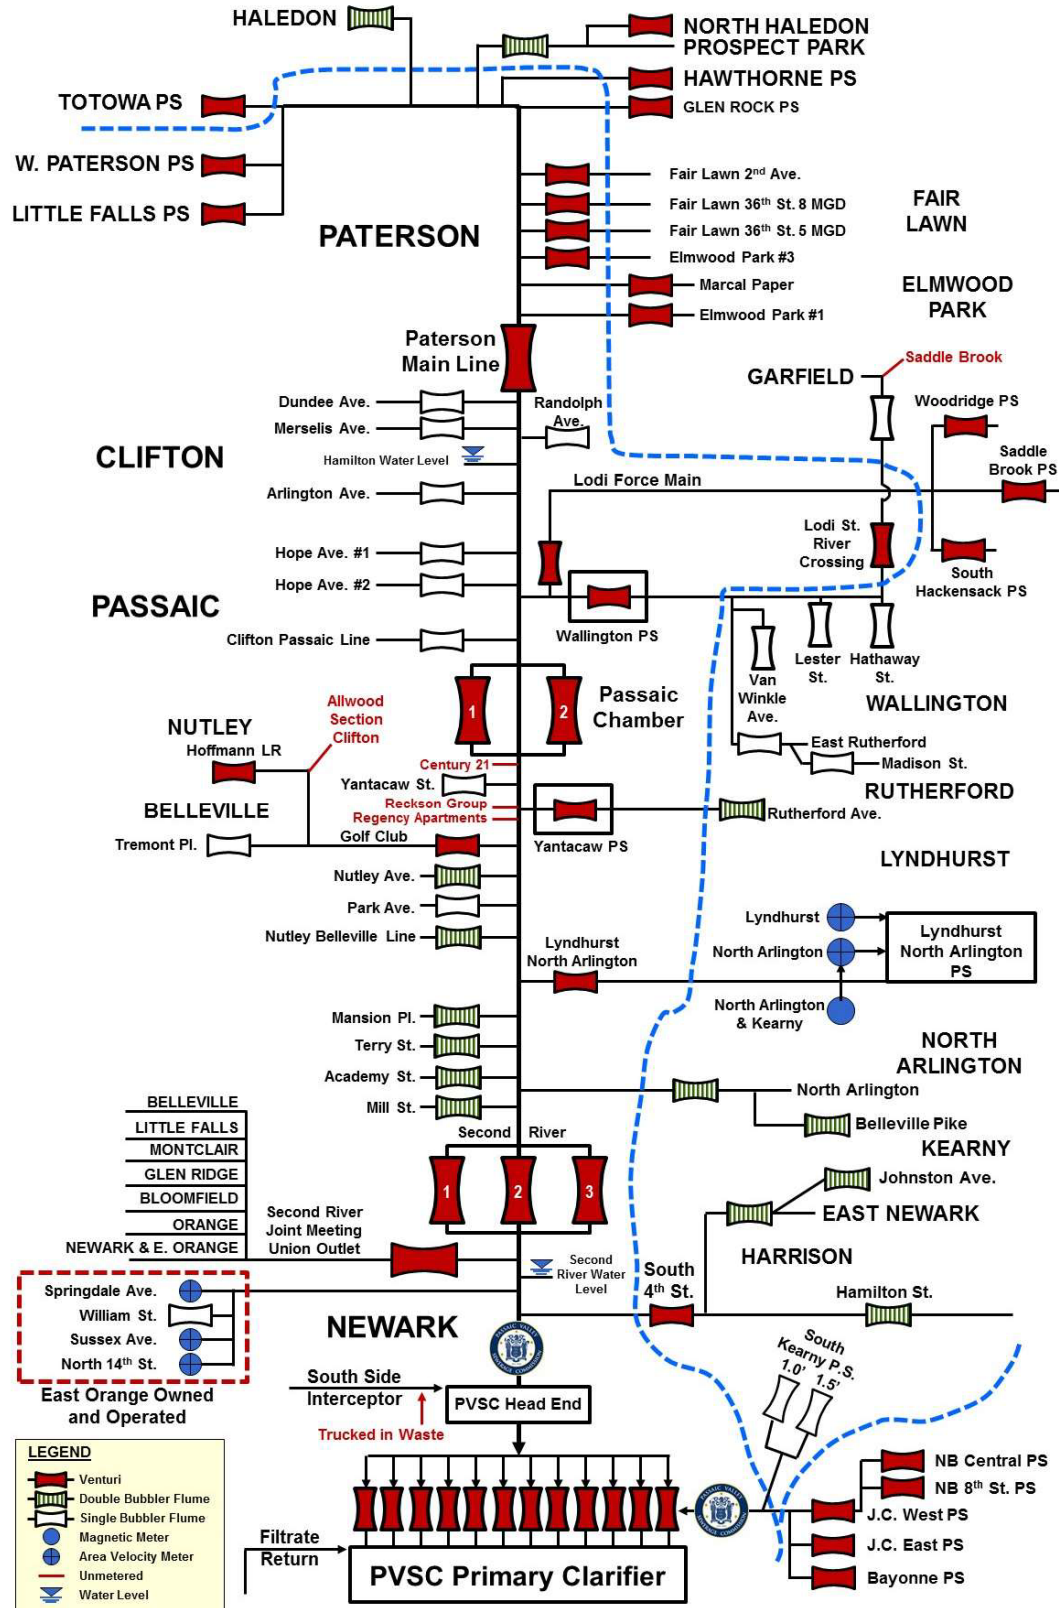 HALEDON
NORTH HALEDON
PROSPECT PARK
TOTOWA PS
HAWTHORNE PS
GLEN ROCK PS
W. PATERSON PS
LITTLE FALLS PS
PATERSON
Fair Lawn 2nd Ave.
Fair Lawn 36th St. 8 MGD
Fair Lawn 36th St. 5 MGD
Elmwood Park #3
Marcal Paper
Elmwood Park #1
FAIR
LAWN
ELMWOOD
PARK
Paterson
Main Line
GARFIELD
Saddle Brook
Woodridge PS
Saddle
Brook PS
Dundee Ave.
Merselis Ave.
Randolph
Ave.
CLIFTON
Hamilton Water Level
Arlington Ave.
Lodi Force Main
Lodi St.
River
Crossing
South
Hackensack PS
Hope Ave. #1
Hope Ave. #2
PASSAIC
Wallington PS
Clifton Passaic Line
Van
Winkle
Ave.
Lester
St.
Hathaway
St.
WALLINGTON
1
2
Passaic
Chamber
NUTLEY
Hoffmann LR
Allwood
Section
Clifton
East Rutherford
Madison St.
Century 21
Yantacaw St.
Reckson Group
Regency Apartments
RUTHERFORD
Rutherford Ave.
BELLEVILLE
Tremont Pl.
Golf Club
Yantacaw PS
Nutley Ave.
Park Ave.
Nutley Belleville Line
LYNDHURST
Lyndhurst
North Arlington
Lyndhurst
North Arlington
PS
Lyndhurst
North Arlington
North Arlington
& Kearny
Mansion Pl.
Terry St.
Academy St.
Mill St.
NORTH
ARLINGTON
North Arlington
Belleville Pike
KEARNY
BELLEVILLE
LITTLE FALLS
MONTCLAIR
GLEN RIDGE
BLOOMFIELD
ORANGE
NEWARK & E. ORANGE
Second River
1
2
3
Johnston Ave.
EAST NEWARK
Second River
Joint Meeting
Union Outlet
Second
River Water
Level
HARRISON
South
4th St.
Hamilton St.
Springdale Ave.
William St.
Sussex Ave.
North 14th St.
East Orange Owned
and Operated
NEWARK
South Side
Interceptor
Trucked in Waste
PVSC Head End
South
Kearny P.S.
1.0'
1.5'
NB Central PS
NB 8th St. PS
J.C. West PS
J.C. East PS
Bayonne PS
Filtrate
Return
PVSC Primary Clarifier
LEGEND
Venturi
Double Bubbler Flume
Single Bubbler Flume
Magnetic Meter
Area Velocity Meter
Unmetered
Water Level